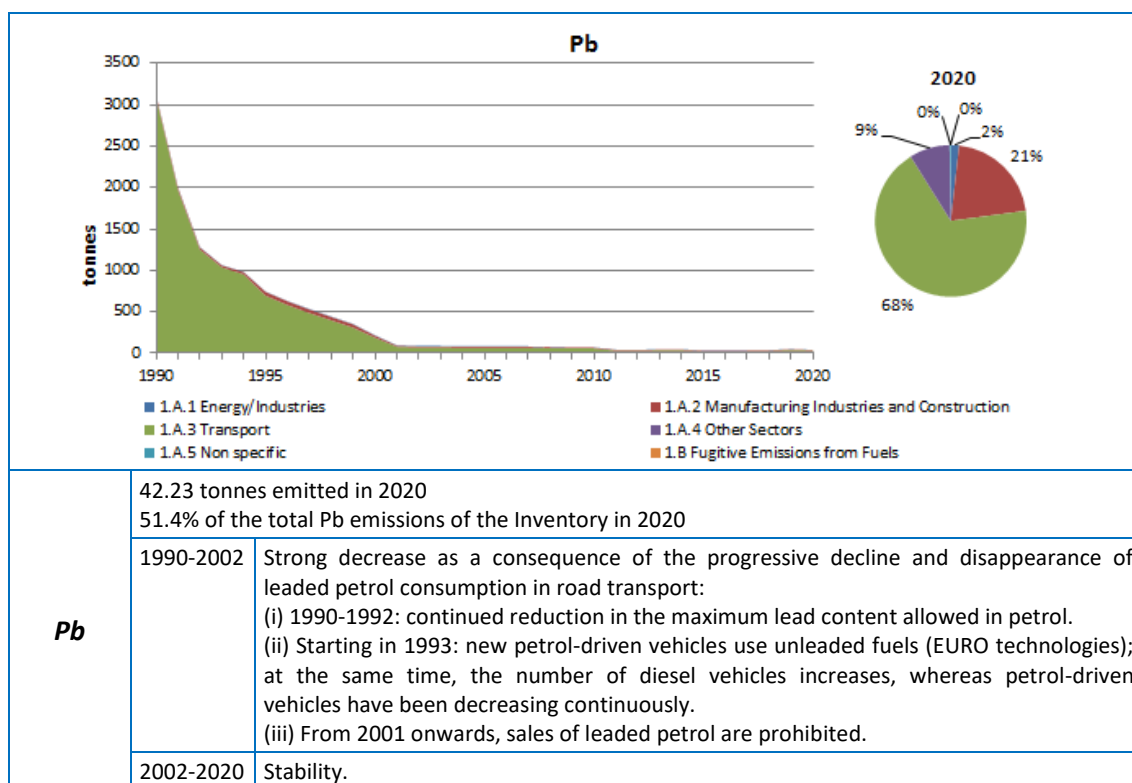 Pb
3500
3000
2500
2000
1500
1000
500
0
tonnes
1990 1995 2000 2005 2010 2015 2020
2020
0% 0%
9% 2%
21%
68%
1.A.1 Energy/Industries 1.A.2 Manufacturing Industries and Construction
1.A.3 Transport 1.A.4 Other Sectors
1.A.5 Non specific 1.B Fugitive Emissions from Fuels
Pb
42.23 tonnes emitted in 2020
51.4% of the total Pb emissions of the Inventory in 2020
1990-2002 Strong decrease as a consequence of the progressive decline and disappearance of
leaded petrol consumption in road transport:
(i) 1990-1992: continued reduction in the maximum lead content allowed in petrol.
(ii) Starting in 1993: new petrol-driven vehicles use unleaded fuels (EURO technologies);
at the same time, the number of diesel vehicles increases, whereas petrol-driven
vehicles have been decreasing continuously.
(iii) From 2001 onwards, sales of leaded petrol are prohibited.
2002-2020 Stability.